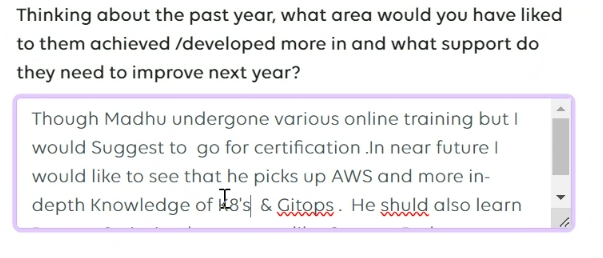 Thinking about the past year, what area would you have liked
to them achieved /developed more in and what support do
they need to improve next year?
Though Madhu undergone various online training but I
would Suggest to go for certification .In near future I
would like to see that he picks up AWS and more in-
depth Knowledge of K8's & Gitops . He shuld also learn